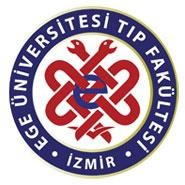 EGE ÜNİVERSİTESİ TIP FAKÜLTESİ
e
· İZMİR ·